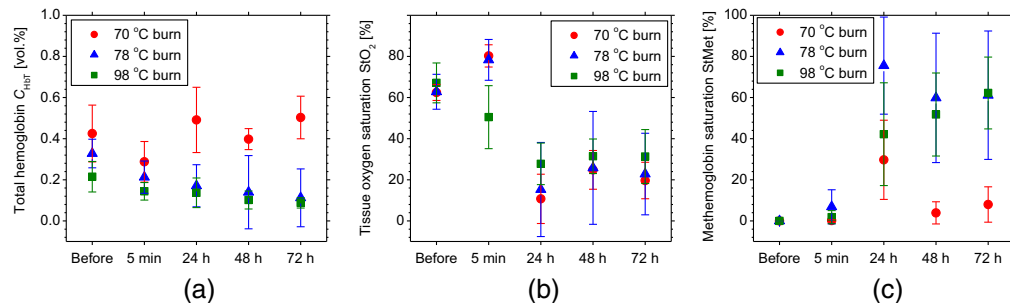 Total hemoglobin C_HbT [vol.%]
1.0
0.8
0.6
0.4
0.2
0.0
70 °C burn
78 °C burn
98 °C burn
Before 5 min 24 h 48 h 72 h
(a)
Tissue oxygen saturation StO₂ [%]
80
60
40
20
0
70 °C burn
78 °C burn
98 °C burn
Before 5 min 24 h 48 h 72 h
(b)
Methemoglobin saturation StMet [%]
100
80
60
40
20
0
70 °C burn
78 °C burn
98 °C burn
Before 5 min 24 h 48 h 72 h
(c)